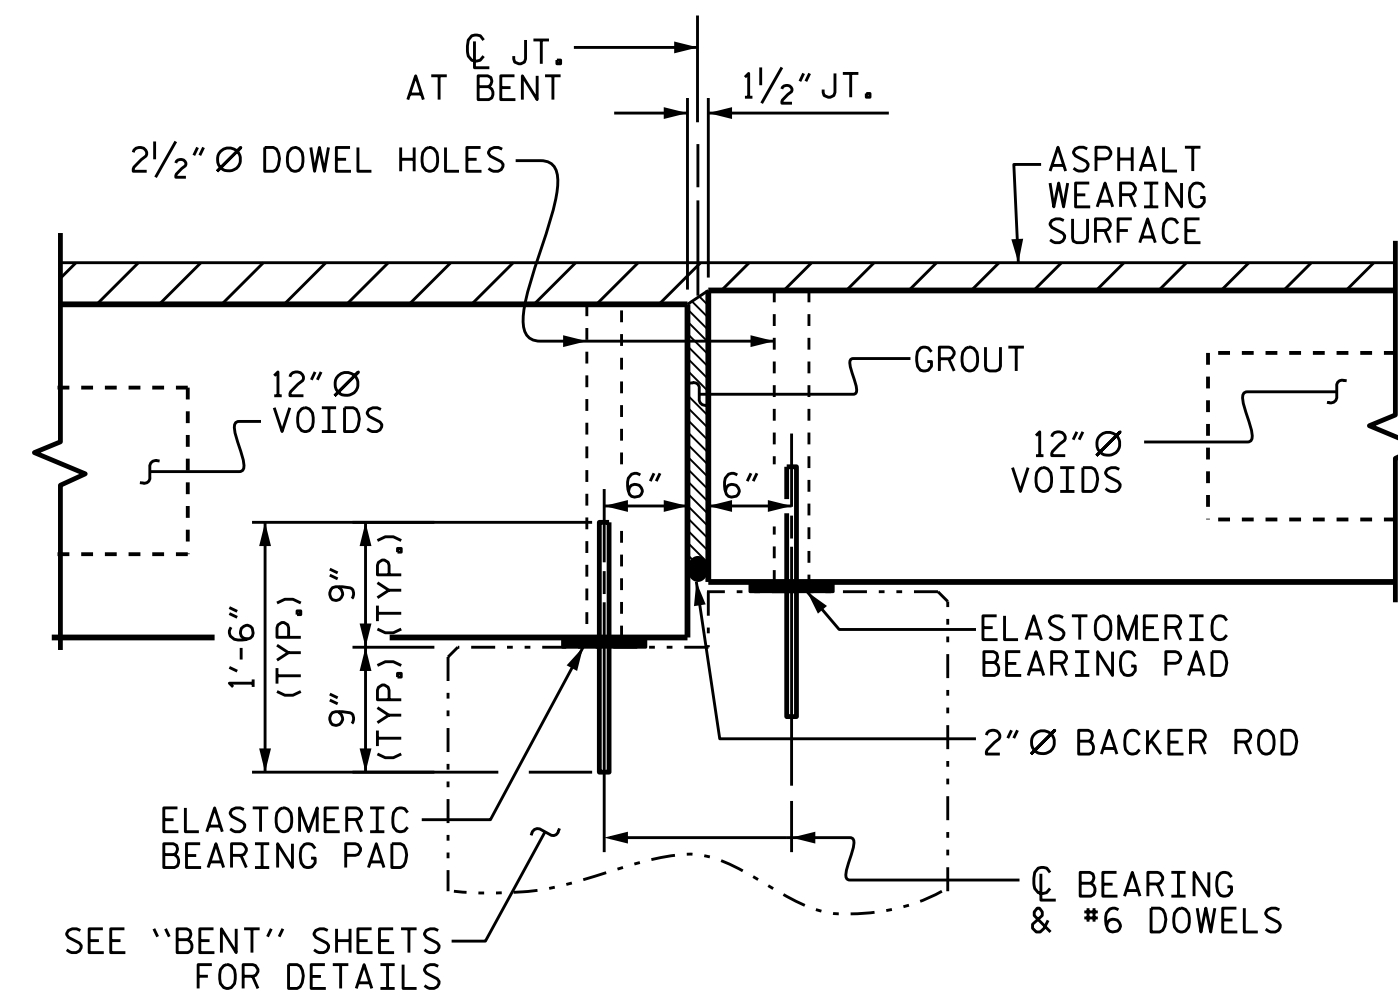 ℄ JT.
AT BENT
1½" JT.
2½" Ø DOWEL HOLES
ASPHALT
WEARING
SURFACE
12" Ø
VOIDS
GROUT
12" Ø
VOIDS
6"
6"
1'-6"
(TYP.)
9"
(TYP.)
9"
(TYP.)
ELASTOMERIC
BEARING PAD
2" Ø BACKER ROD
ELASTOMERIC
BEARING PAD
℄ BEARING
& #6 DOWELS
SEE "BENT" SHEETS
FOR DETAILS